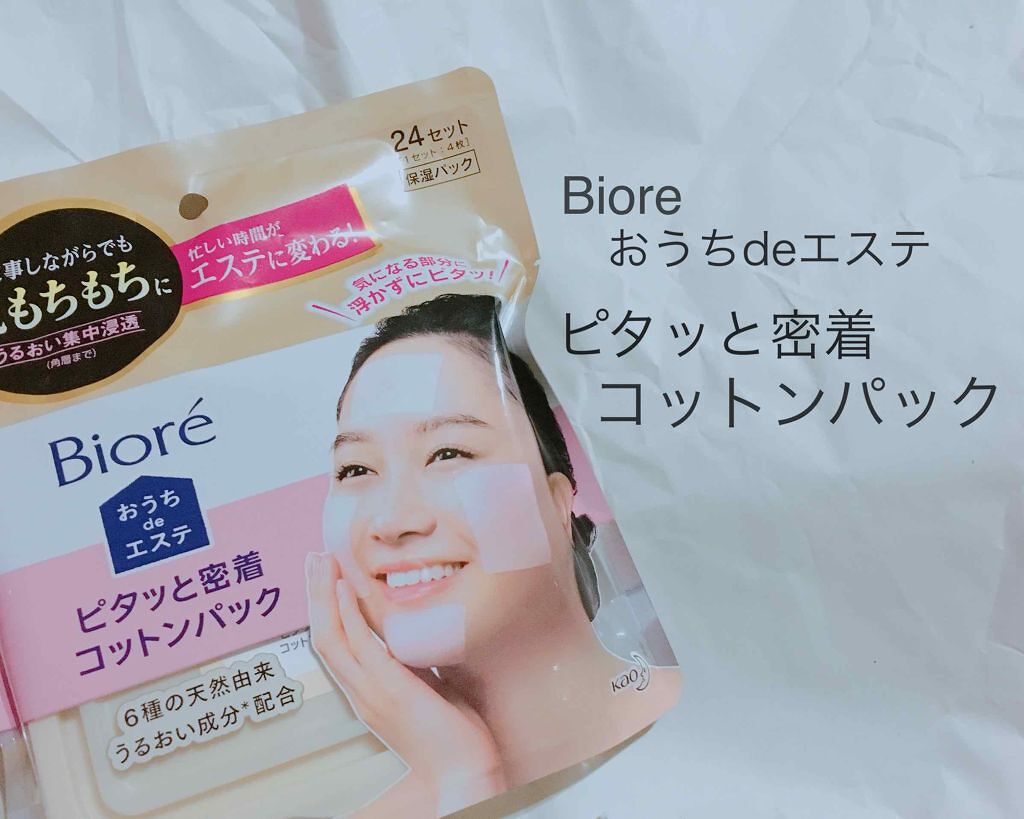 24セット
[1セット:4枚]
保湿パック
忙しい時間が
エステに変わる!
事しながらでも
もちもちに
うるおい集中浸透
(角層まで)
気になる部分に
浮かずにピタッ!
Bioré
おうち
de
エステ
ピタッと密着
コットンパック
コット
6種の天然由来
うるおい成分*配合
kao
Biore
おうちdeエステ
ピタッと密着
コットンパック